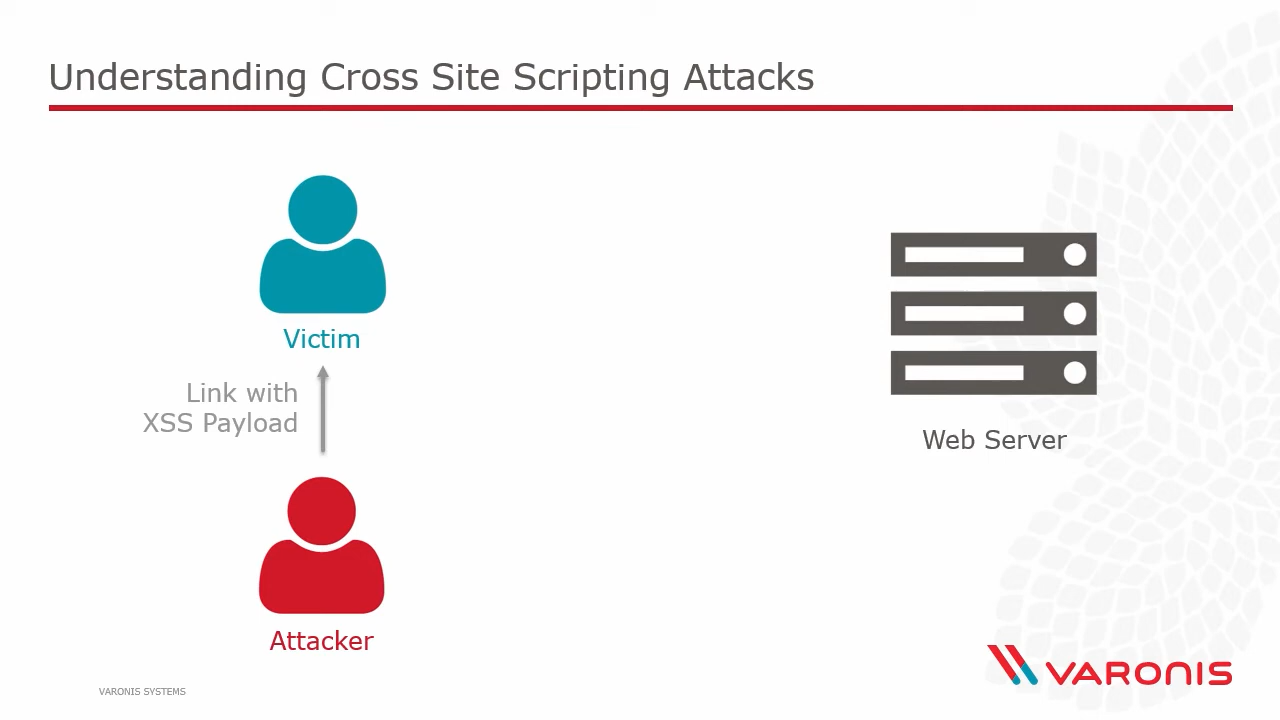 Understanding Cross Site Scripting Attacks
Victim
Link with
XSS Payload
Web Server
Attacker
VARONIS SYSTEMS
VARONIS